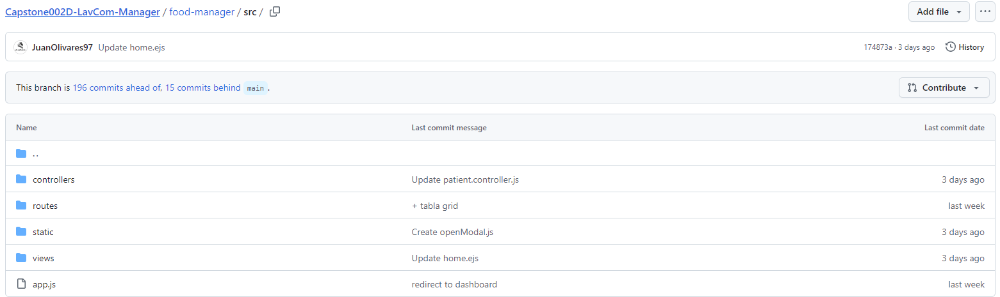 Capstone002D-LavCom-Manager / food-manager / src / Add file
JuanOlivares97 Update home.ejs 174873a · 3 days ago History
This branch is 196 commits ahead of, 15 commits behind main . Contribute
Name Last commit message Last commit date
..
controllers Update patient.controller.js 3 days ago
routes + tabla grid last week
static Create openModal.js 3 days ago
views Update home.ejs 3 days ago
app.js redirect to dashboard last week